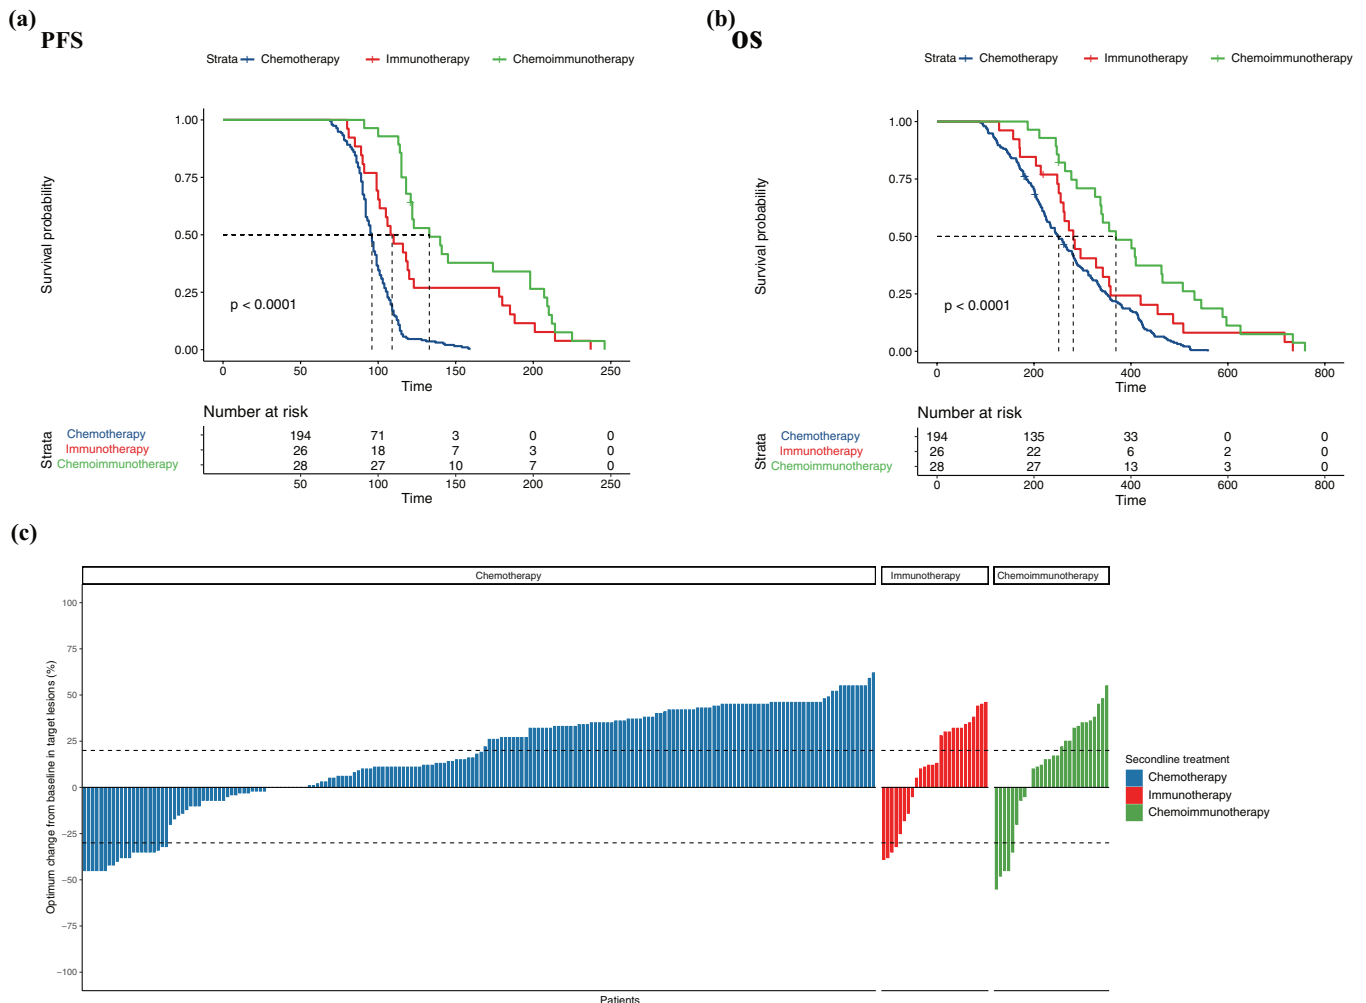 (a)
PFS
Strata Chemotherapy Immunotherapy Chemoimmunotherapy
Survival probability
1.00
0.75
0.50
0.25
0.00
p < 0.0001
0 50 100 150 200 250
Time
Number at risk
Strata
Chemotherapy 194 71 3 0 0
Immunotherapy 26 18 7 3 0
Chemoimmunotherapy 28 27 10 7 0
50 100 150 200 250
Time
(b)
OS
Strata Chemotherapy Immunotherapy Chemoimmunotherapy
Survival probability
1.00
0.75
0.50
0.25
0.00
p < 0.0001
0 200 400 600 800
Time
Number at risk
Strata
Chemotherapy 194 135 33 0 0
Immunotherapy 26 22 6 2 0
Chemoimmunotherapy 28 27 13 3 0
0 200 400 600 800
Time
(c)
Chemotherapy Immunotherapy Chemoimmunotherapy
Optimum change from baseline in target lesions (%)
100
75
50
25
0
−25
−50
−75
−100
Patients
Secondline treatment
Chemotherapy
Immunotherapy
Chemoimmunotherapy